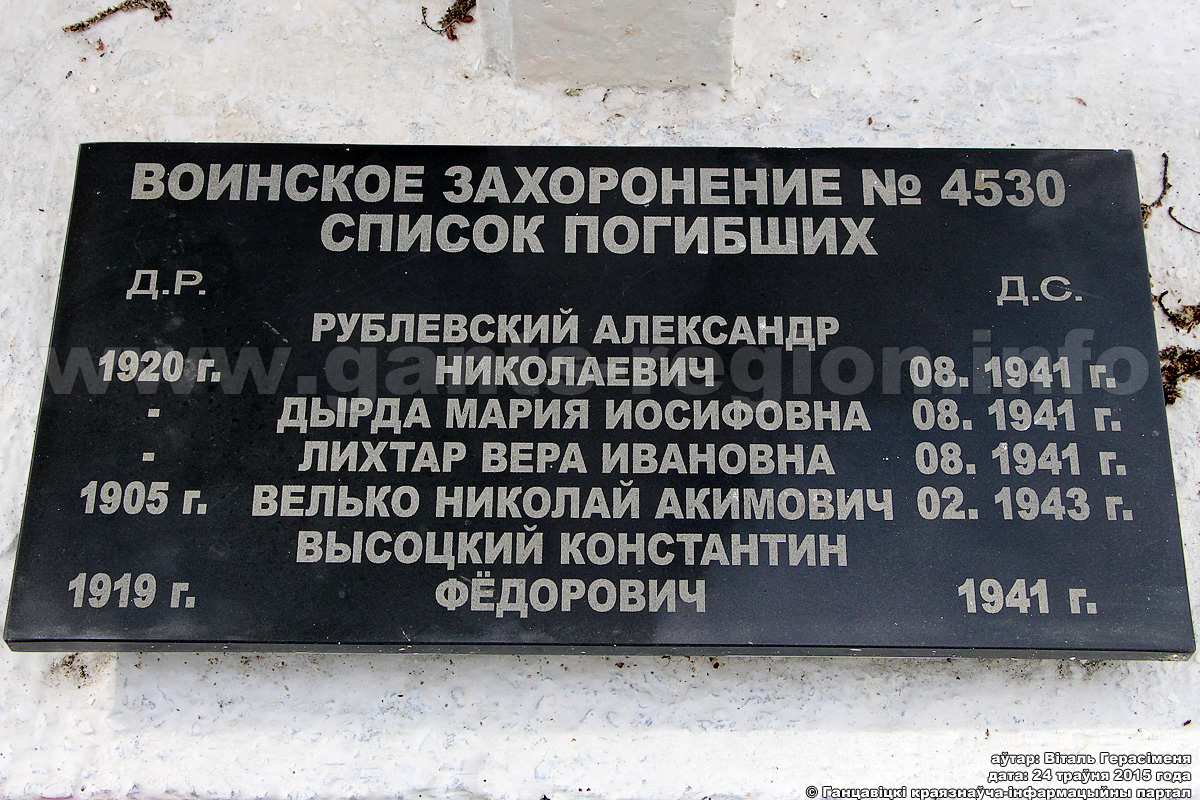 ВОИНСКОЕ ЗАХОРОНЕНИЕ № 4530
СПИСОК ПОГИБШИХ
Д.Р. Д.С.
РУБЛЕВСКИЙ АЛЕКСАНДР
1920 г. НИКОЛАЕВИЧ 08. 1941 г.
- ДЫРДА МАРИЯ ИОСИФОВНА 08. 1941 г.
- ЛИХТАР ВЕРА ИВАНОВНА 08. 1941 г.
1905 г. ВЕЛЬКО НИКОЛАЙ АКИМОВИЧ 02. 1943 г.
ВЫСОЦКИЙ КОНСТАНТИН
1919 г. ФЁДОРОВИЧ 1941 г.
www.gants-region.info
аўтар: Віталь Герасіменя
дата: 24 траўня 2015 года
© Ганцавіцкі краязнаўча-інфармацыйны партал